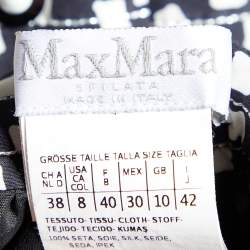 MaxMara
SFILATA
MADE IN ITALY
GRÖSSE TAILLE TALLA SIZE TAGLIA
CH A USA F MEX GB I
NL D CA COL B J
38 8 40 30 10 42
TESSUTO-TISSU-CLOTH-STOFF-
TEJIDO-TECIDO-KUMAŞ
100% SETA, SOIE, SILK, SEIDE,
SEDA, IPEK